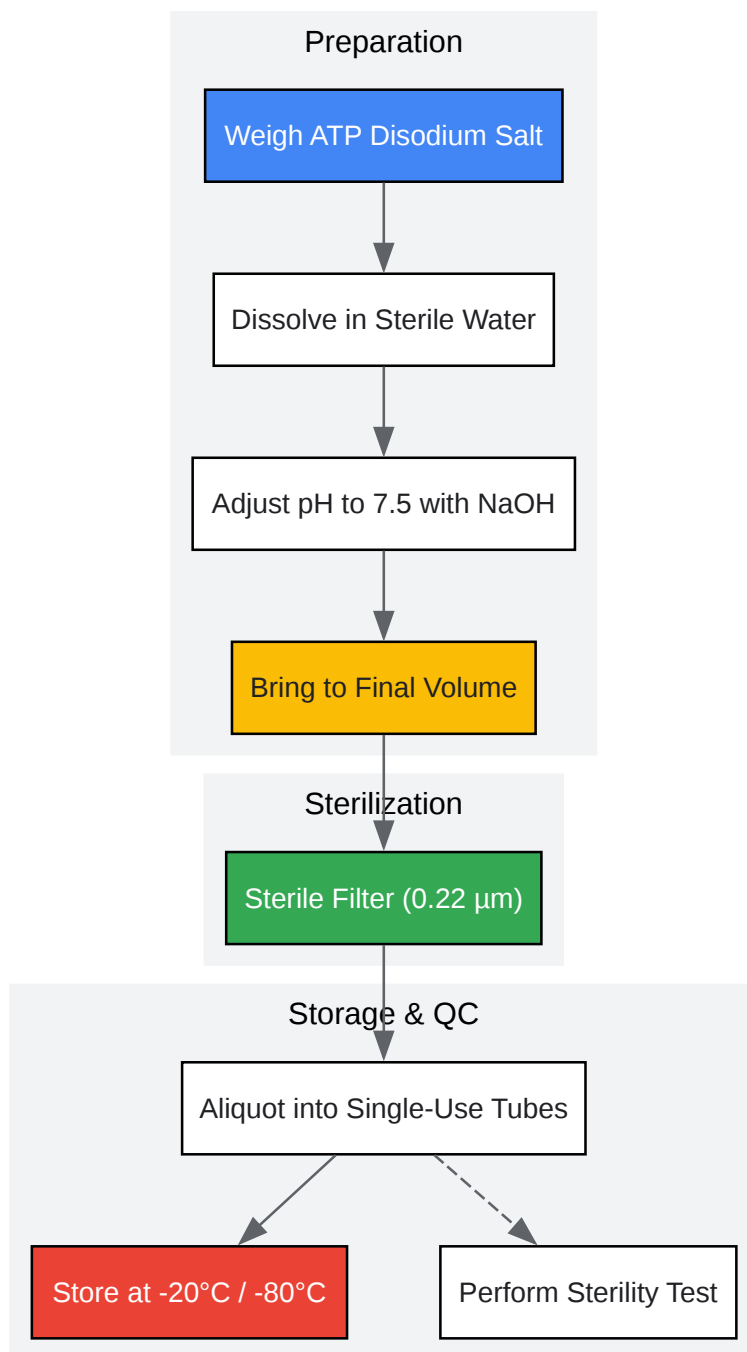 Preparation
Weigh ATP Disodium Salt
Dissolve in Sterile Water
Adjust pH to 7.5 with NaOH
Bring to Final Volume
Sterilization
Sterile Filter (0.22 µm)
Storage & QC
Aliquot into Single-Use Tubes
Store at -20°C / -80°C
Perform Sterility Test